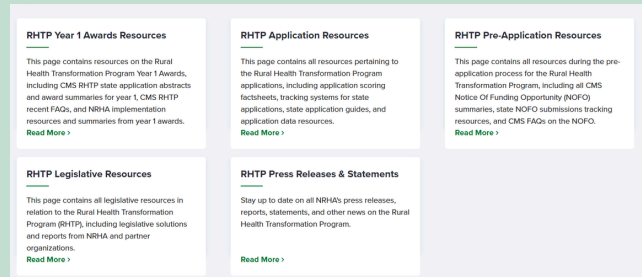 RHTP Year 1 Awards Resources
This page contains resources on the Rural
Health Transformation Program Year 1 Awards,
including CMS RHTP state application abstracts
and award summaries for year 1, CMS RHTP
recent FAQs, and NRHA implementation
resources and summaries from year 1 awards.
Read More ›
RHTP Application Resources
This page contains all resources pertaining to
the Rural Health Transformation Program
applications, including application scoring
factsheets, tracking systems for state
applications, state application guides, and
application data resources.
Read More ›
RHTP Pre-Application Resources
This page contains all resources during the pre-
application process for the Rural Health
Transformation Program, including all CMS
Notice Of Funding Opportunity (NOFO)
summaries, state NOFO submissions tracking
resources, and CMS FAQs on the NOFO.
Read More ›
RHTP Legislative Resources
This page contains all legislative resources in
relation to the Rural Health Transformation
Program (RHTP), including legislative solutions
and reports from NRHA and partner
organizations.
Read More ›
RHTP Press Releases & Statements
Stay up to date on all NRHA's press releases,
reports, statements, and other news on the Rural
Health Transformation Program.
Read More ›